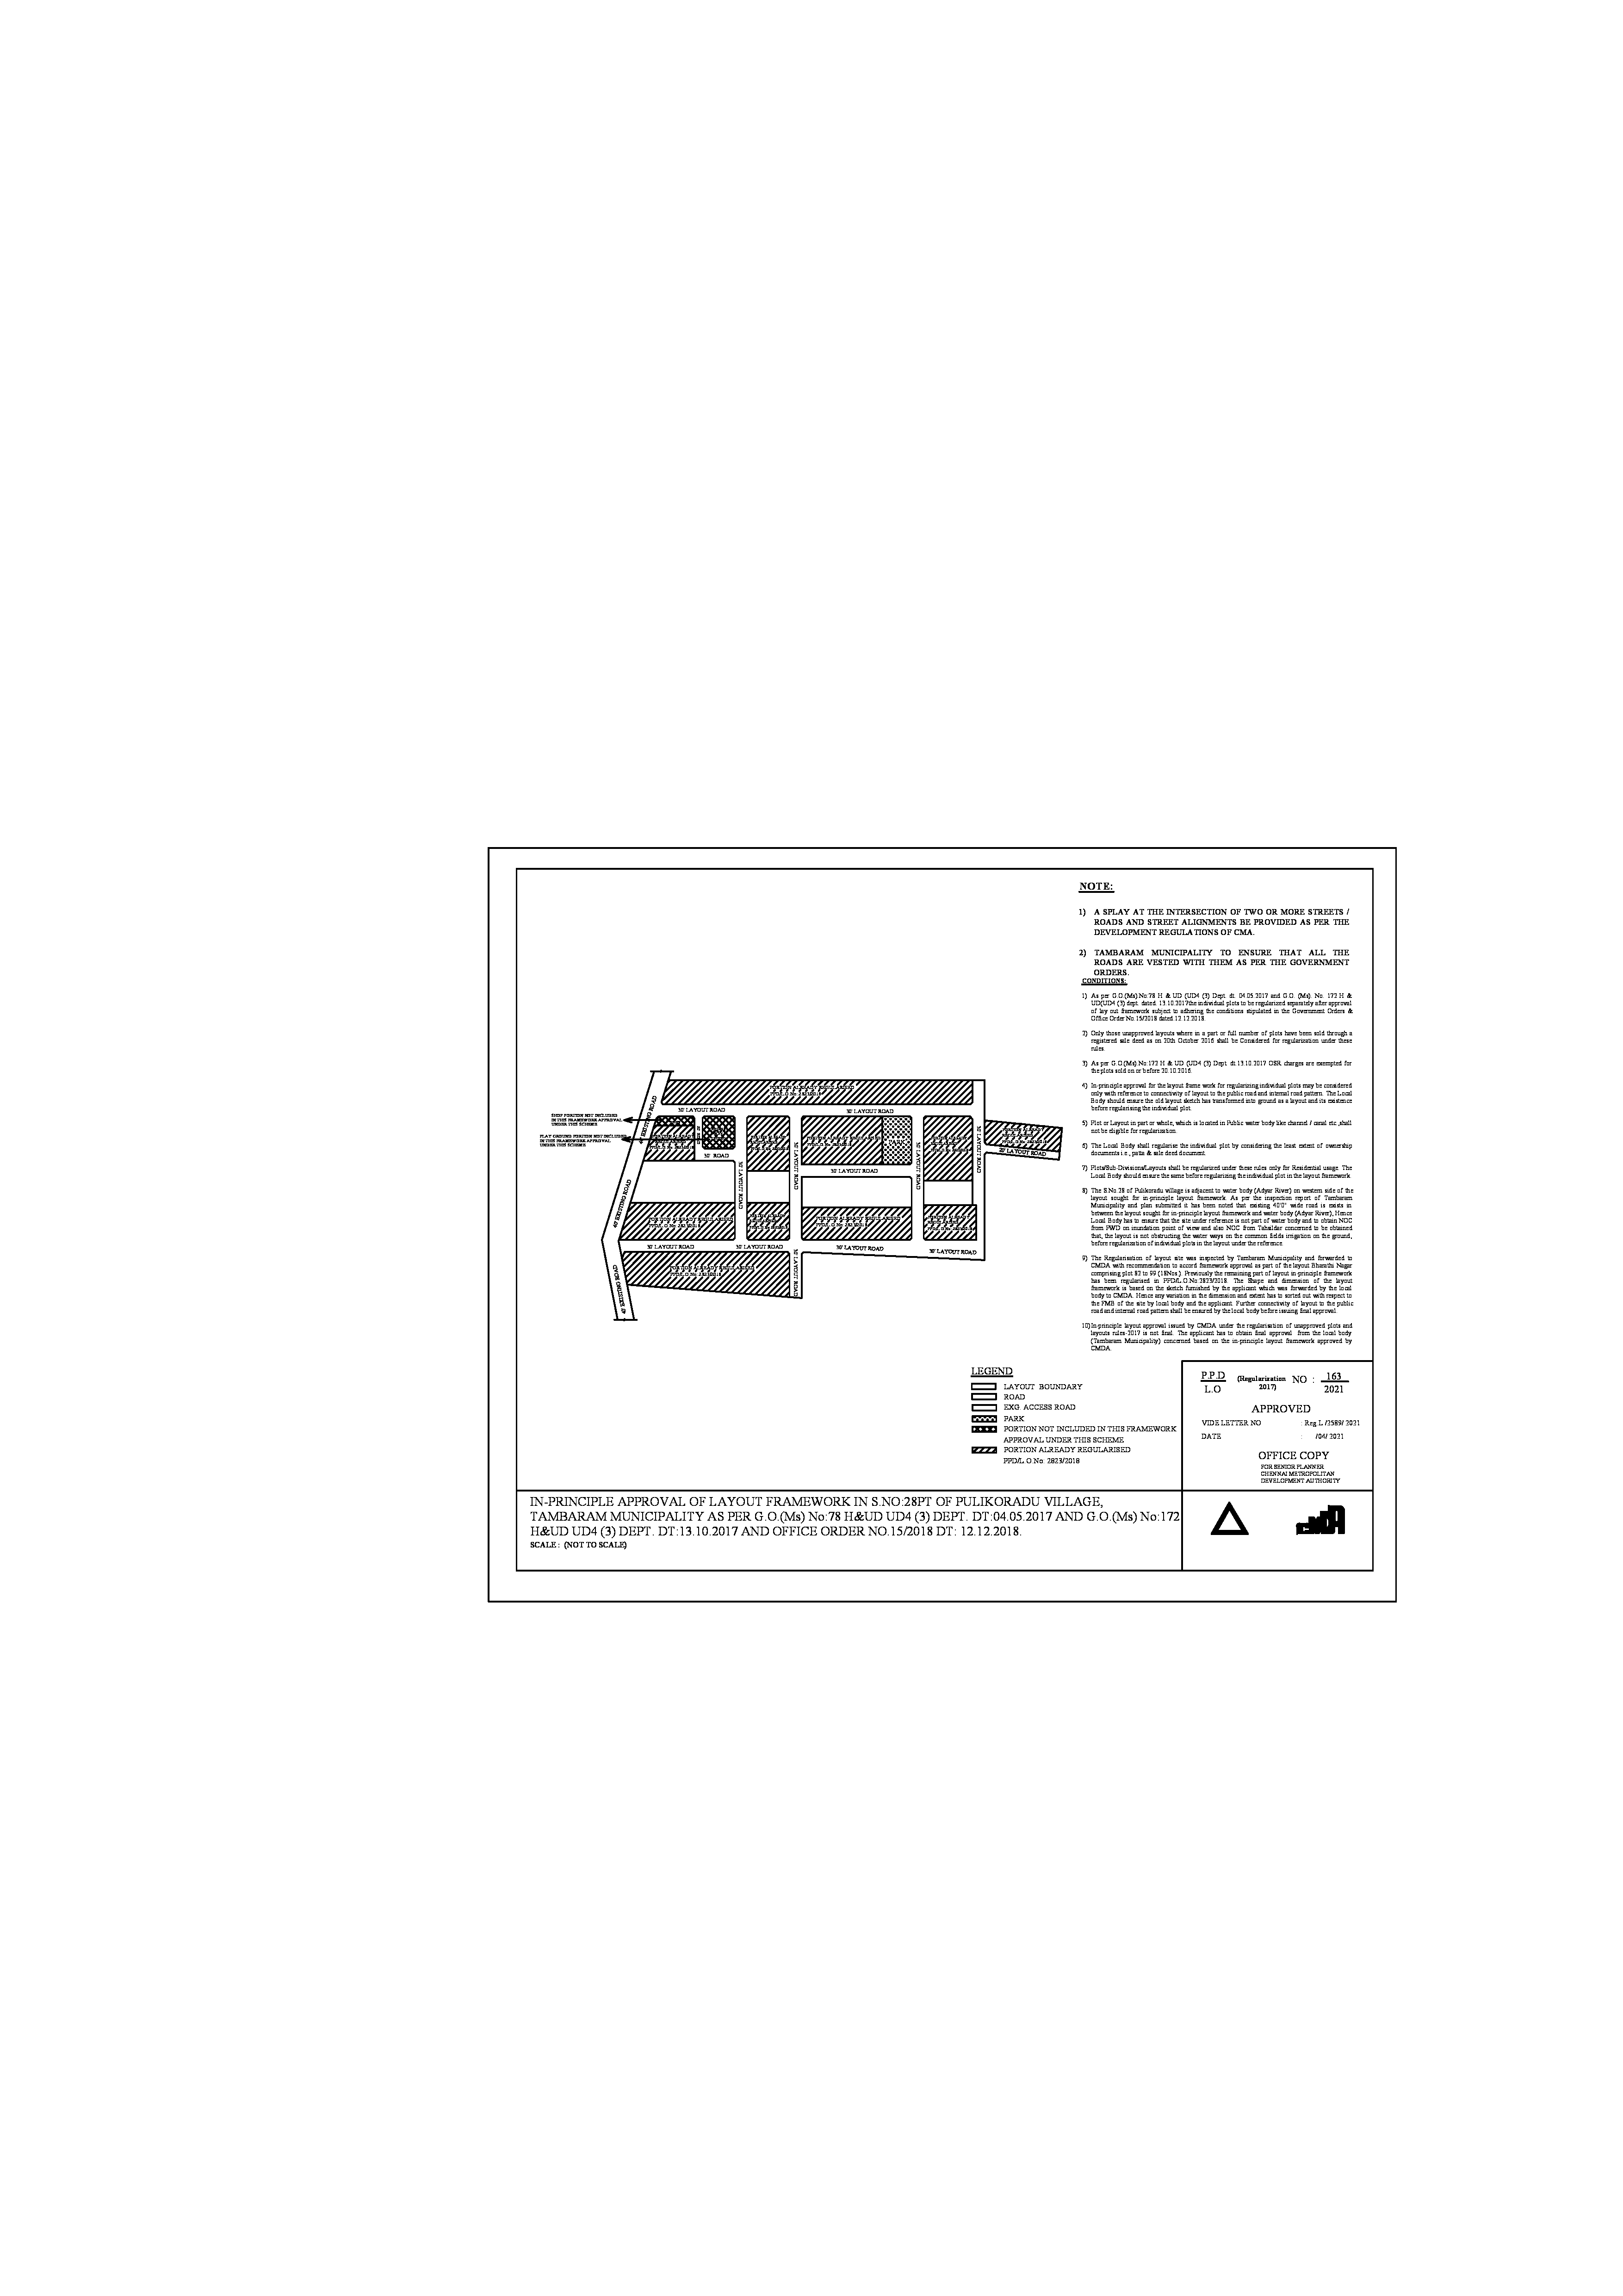 NOTE:
1) A SPLAY AT THE INTERSECTION OF TWO OR MORE STREETS /
ROADS AND STREET ALIGNMENTS BE PROVIDED AS PER THE
DEVELOPMENT REGULATIONS OF CMA.
2) TAMBARAM MUNICIPALITY TO ENSURE THAT ALL THE
ROADS ARE VESTED WITH THEM AS PER THE GOVERNMENT
ORDERS.
CONDITIONS:
1) As per G.O.(Ms) No:78 H & UD (UD4 (3) Dept. dt. 04.05.2017 and G.O. (Ms). No. 172 H &
UD(UD4 (3) dept. dated. 13.10.2017the individual plots to be regularized separately after approval
of lay out framework subject to adhering the conditions stipulated in the Government Orders &
Office Order No.15/2018 dated 12.12.2018.
2) Only those unapproved layouts where in a part or full number of plots have been sold through a
registered sale deed as on 20th October 2016 shall be Considered for regularization under these
rules.
3) As per G.O.(Ms) No:172 H & UD (UD4 (3) Dept. dt.13.10.2017 OSR charges are exempted for
the plots sold on or before 20.10.2016.
4) In-principle approval for the layout frame work for regularizing individual plots may be considered
only with reference to connectivity of layout to the public road and internal road pattern. The Local
Body should ensure the old layout sketch has transformed into ground as a layout and its existence
before regularising the individual plot.
5) Plot or Layout in part or whole, which is located in Public water body like channel / canal etc.,shall
not be eligible for regularization.
6) The Local Body shall regularise the individual plot by considering the least extent of ownership
documents i.e., patta & sale deed document.
7) Plots/Sub-Divisions/Layouts shall be regularized under these rules only for Residential usage. The
Local Body should ensure the same before regularising the individual plot in the layout framework.
8) The S.No.28 of Pulikoradu village is adjacent to water body (Adyar River) on western side of the
layout sought for in-principle layout framework. As per the inspection report of Tambaram
Municipality and plan submitted it has been noted that existing 40'0" wide road is exists in
between the layout sought for in-principle layout framework and water body (Adyar River), Hence
Local Body has to ensure that the site under reference is not part of water body and to obtain NOC
from PWD on inundation point of view and also NOC from Tahsildar concerned to be obtained
that, the layout is not obstructing the water ways on the common fields irrigation on the ground,
before regularization of individual plots in the layout under the reference.
9) The Regularisation of layout site was inspected by Tambaram Municipality and forwarded to
CMDA with recommendation to accord framework approval as part of the layout Bharathi Nagar
comprising plot 82 to 99 (18Nos.). Previously the remaining part of layout in-principle framework
has been regularised in PPD/L.O.No:2823/2018. The Shape and dimension of the layout
framework is based on the sketch furnished by the applicant which was forwarded by the local
body to CMDA. Hence any variation in the dimension and extent has to sorted out with respect to
the FMB of the site by local body and the applicant. Further connectivity of layout to the public
road and internal road pattern shall be ensured by the local body before issuing final approval.
10) In-principle layout approval issued by CMDA under the regularisation of unapproved plots and
layouts rules-2017 is not final. The applicant has to obtain final approval from the local body
(Tambaram Municipality) concerned based on the in-principle layout framework approved by
CMDA.
SHOP PORTION NOT INCLUDED
IN THIS FRAMEWORK APPROVAL
UNDER THIS SCHEME
PLAY GROUND PORTION NOT INCLUDED
IN THIS FRAMEWORK APPROVAL
UNDER THIS SCHEME
40' EXISTING ROAD
40' EXISTING ROAD
40' EXISTING ROAD
30' LAYOUT ROAD
30' LAYOUT ROAD
30' ROAD
30' LAYOUT ROAD
30' LAYOUT ROAD
30' LAYOUT ROAD
30' LAYOUT ROAD
30' LAYOUT ROAD
20' LAYOUT ROAD
30' LAYOUT ROAD
30' LAYOUT ROAD
30' LAYOUT ROAD
30' LAYOUT ROAD
30' LAYOUT ROAD
LEGEND
LAYOUT BOUNDARY
ROAD
EXG. ACCESS ROAD
PARK
PORTION NOT INCLUDED IN THIS FRAMEWORK
APPROVAL UNDER THIS SCHEME
PORTION ALREADY REGULARISED
PPD/L.O.No: 2823/2018
P.P.D
L.O
(Regularization
2017)
NO :
163
2021
APPROVED
VIDE LETTER NO : Reg.L /2589/ 2021
DATE : /04/ 2021
OFFICE COPY
FOR SENIOR PLANNER
CHENNAI METROPOLITAN
DEVELOPMENT AUTHORITY
IN-PRINCIPLE APPROVAL OF LAYOUT FRAMEWORK IN S.NO:28PT OF PULIKORADU VILLAGE,
TAMBARAM MUNICIPALITY AS PER G.O.(Ms) No:78 H&UD UD4 (3) DEPT. DT:04.05.2017 AND G.O.(Ms) No:172
H&UD UD4 (3) DEPT. DT:13.10.2017 AND OFFICE ORDER NO.15/2018 DT: 12.12.2018.
SCALE : (NOT TO SCALE)
CMDA